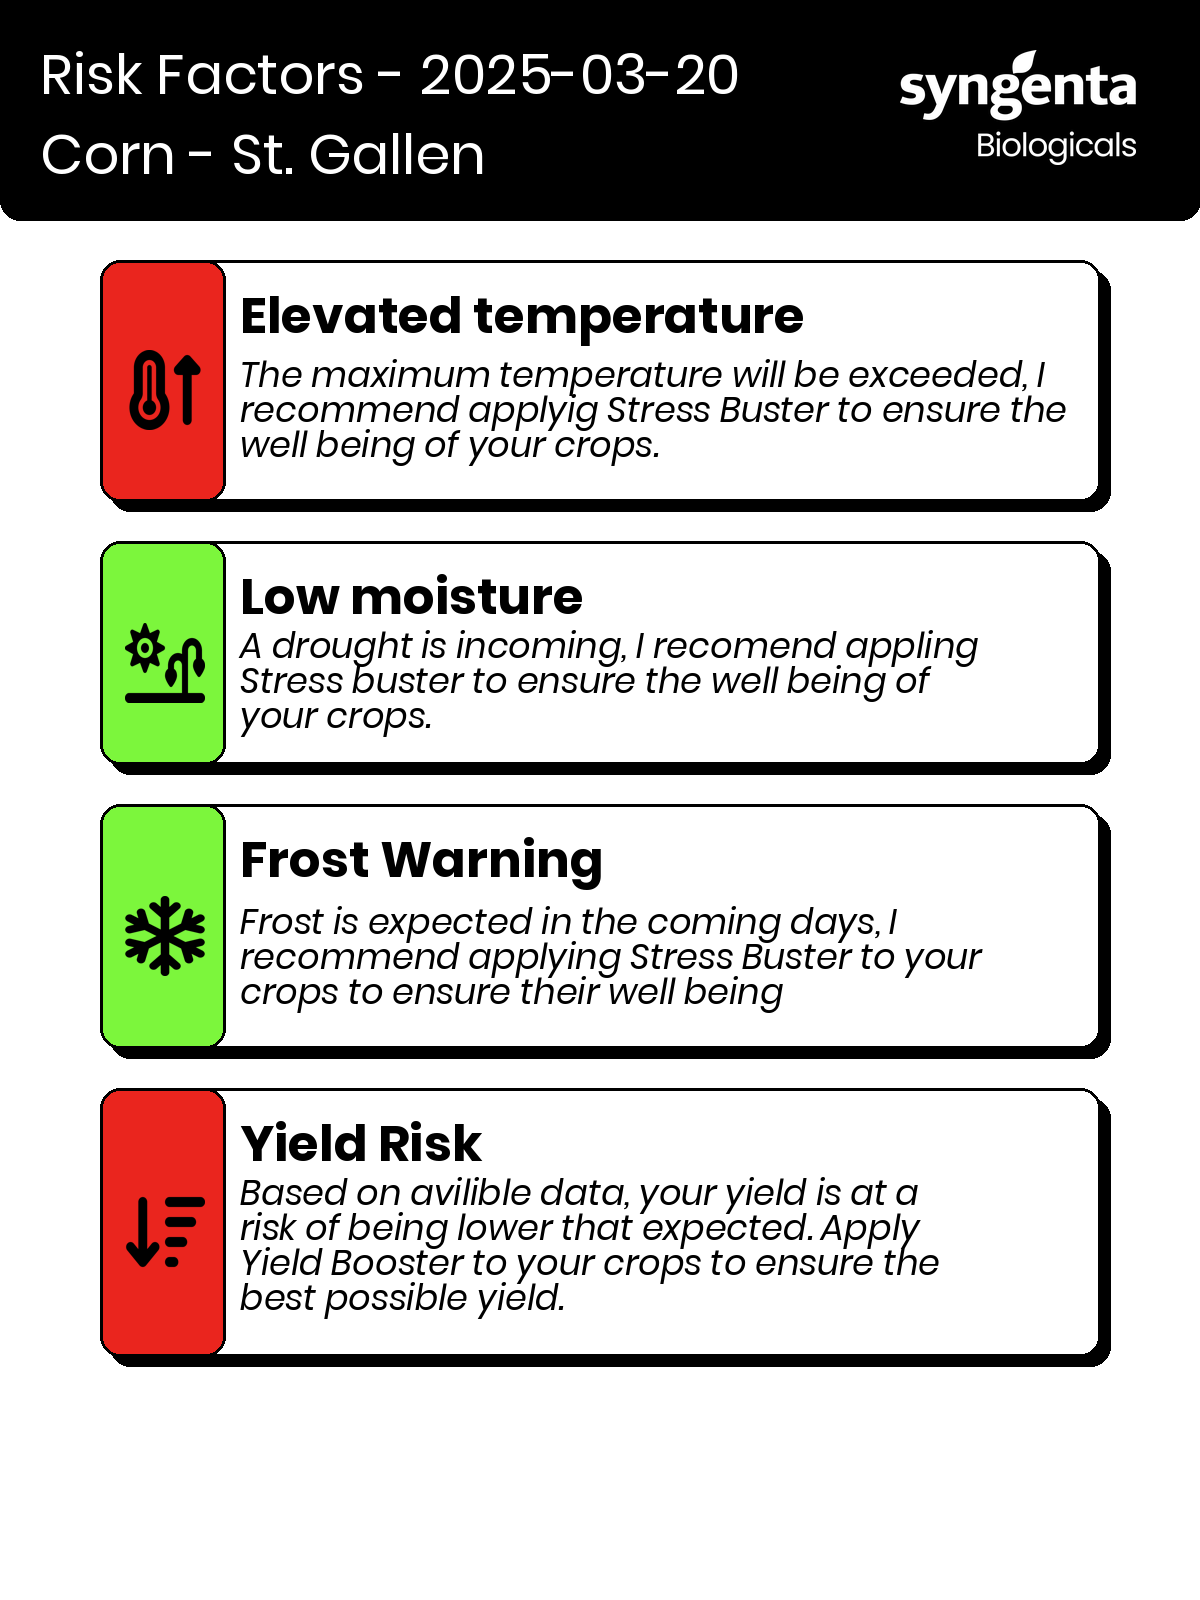 Risk Factors - 2025-03-20
Corn - St. Gallen
syngenta
Biologicals
Elevated temperature
The maximum temperature will be exceeded, I
recommend applyig Stress Buster to ensure the
well being of your crops.
Low moisture
A drought is incoming, I recomend appling
Stress buster to ensure the well being of
your crops.
Frost Warning
Frost is expected in the coming days, I
recommend applying Stress Buster to your
crops to ensure their well being
Yield Risk
Based on avilible data, your yield is at a
risk of being lower that expected. Apply
Yield Booster to your crops to ensure the
best possible yield.